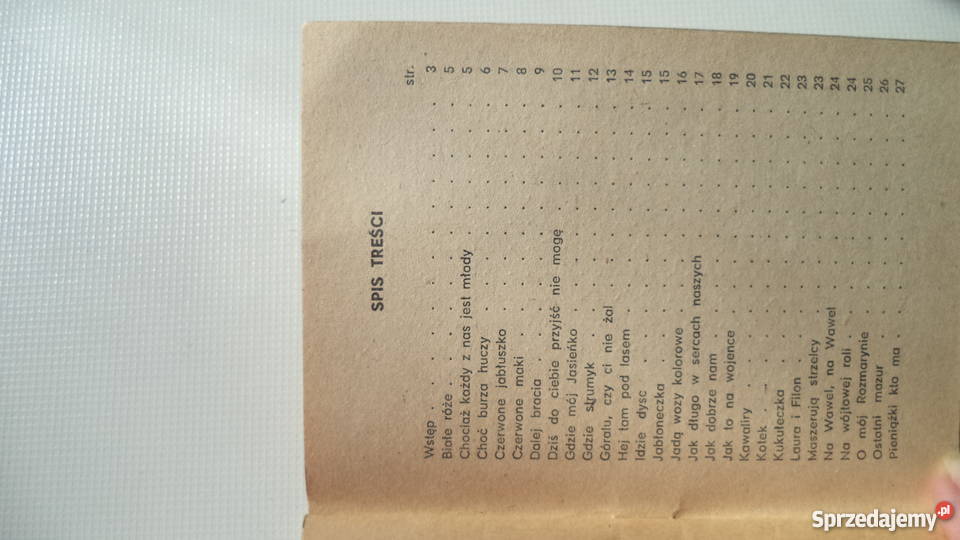 SPIS TREŚCI
str.
Wstęp . . . . . . . . 3
Białe róże . . . . . . . . 5
Chociaż każdy z nas jest młody . . . . 5
Choć burza huczy . . . . . . 6
Czerwone jabłuszko . . . . . . 7
Czerwone maki . . . . . . 8
Dalej bracia . . . . . . . 9
Dziś do ciebie przyjść nie mogę . . . 10
Gdzie mój Jasieńko . . . . . . 11
Gdzie strumyk . . . . . . . 12
Góralu, czy ci nie żal . . . . . 13
Hej tam pod lasem . . . . . . 14
Idzie dysc . . . . . . . 15
Jabłoneczka . . . . . . . 15
Jadą wozy kolorowe . . . . . . 16
Jak długo w sercach naszych . . . . 17
Jak dobrze nam . . . . . . 18
Jak to na wojence . . . . . . 19
Kawaliry . . . . . . . . 20
Kotek . . . . . . . . 21
Kukułeczka . . . . . . . 22
Laura i Filon . . . . . . . 23
Maszerują strzelcy . . . . . . 23
Na Wawel, na Wawel . . . . . 24
Na wójtowej roli . . . . . . 24
O mój Rozmarynie . . . . . . 25
Ostatni mazur . . . . . . . 26
Pieniążki kto ma . . . . . . 27
Sprzedajemy.pl